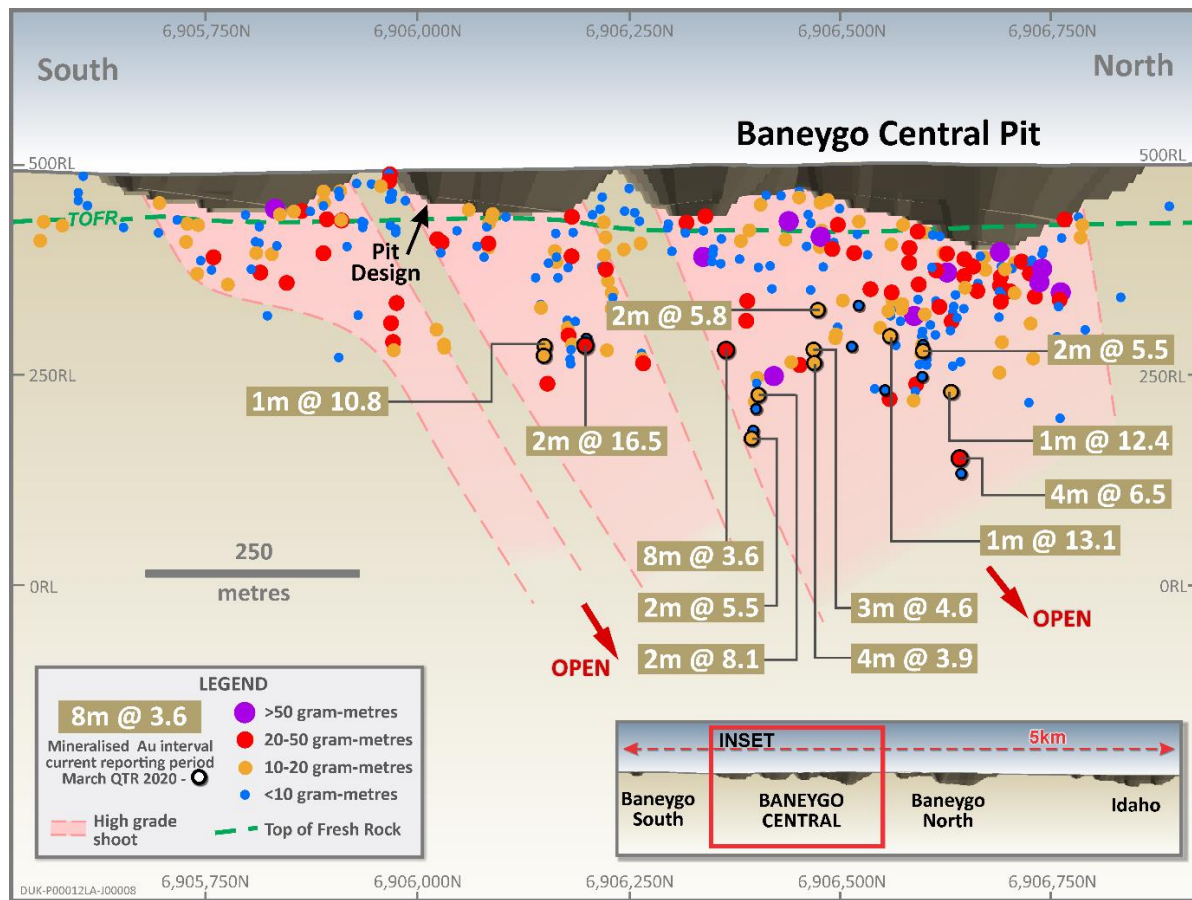 6,905,750N
6,906,000N
6,906,250N
6,906,500N
6,906,750N
South
North
Baneygo Central Pit
500RL
500RL
TOFR
Pit
Design
2m @ 5.8
2m @ 5.5
250RL
250RL
1m @ 10.8
2m @ 16.5
1m @ 12.4
4m @ 6.5
1m @ 13.1
250
metres
8m @ 3.6
0RL
0RL
2m @ 5.5
3m @ 4.6
OPEN
2m @ 8.1
4m @ 3.9
OPEN
LEGEND
8m @ 3.6
Mineralised Au interval
current reporting period
March QTR 2020 -
>50 gram-metres
20-50 gram-metres
10-20 gram-metres
<10 gram-metres
High grade
shoot
Top of Fresh Rock
INSET
5km
Baneygo
South
BANEYGO
CENTRAL
Baneygo
North
Idaho
DUK-P00012LA-J00008
6,905,750N
6,906,000N
6,906,250N
6,906,500N
6,906,750N